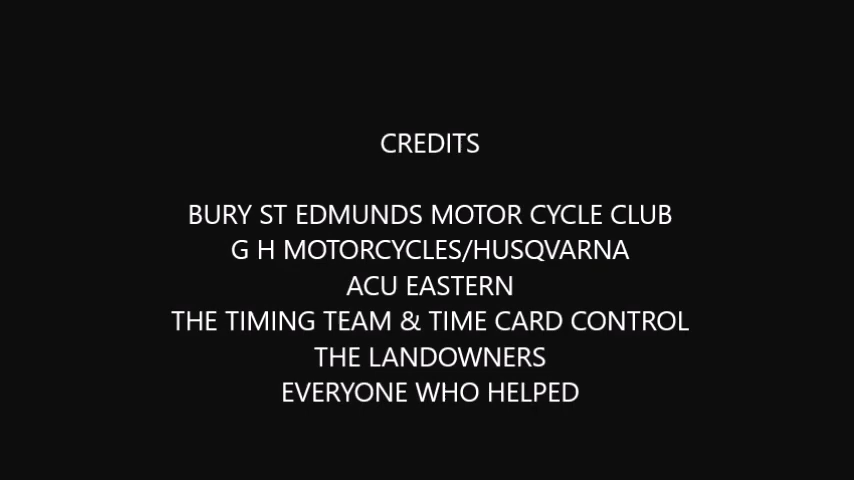 CREDITS
BURY ST EDMUNDS MOTOR CYCLE CLUB
G H MOTORCYCLES/HUSQVARNA
ACU EASTERN
THE TIMING TEAM & TIME CARD CONTROL
THE LANDOWNERS
EVERYONE WHO HELPED